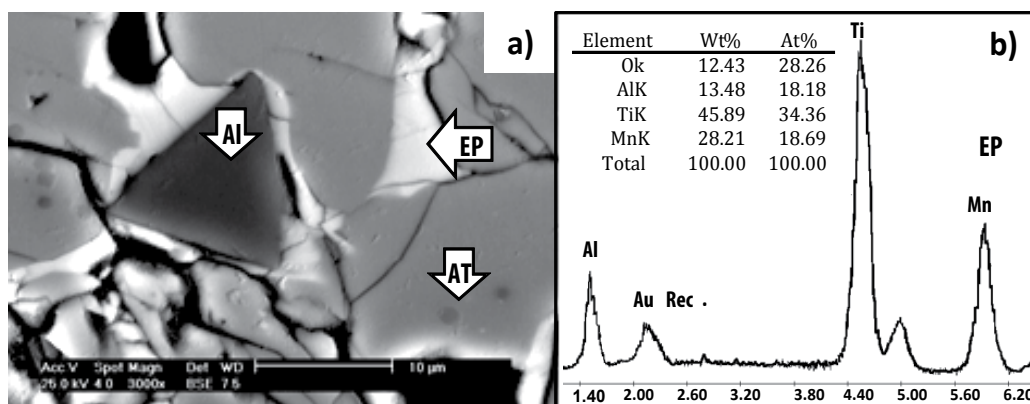 a)
Al
EP
AT
Acc V Spot Magn Det WD 10 µm
25.0 kV 4.0 3000x BSE 7.5
b)
Ti
Element Wt% At%
Ok 12.43 28.26
AlK 13.48 18.18
TiK 45.89 34.36
MnK 28.21 18.69
Total 100.00 100.00
EP
Mn
Al
Au Rec .
1.40 2.00 2.60 3.20 3.80 4.40 5.00 5.60 6.20